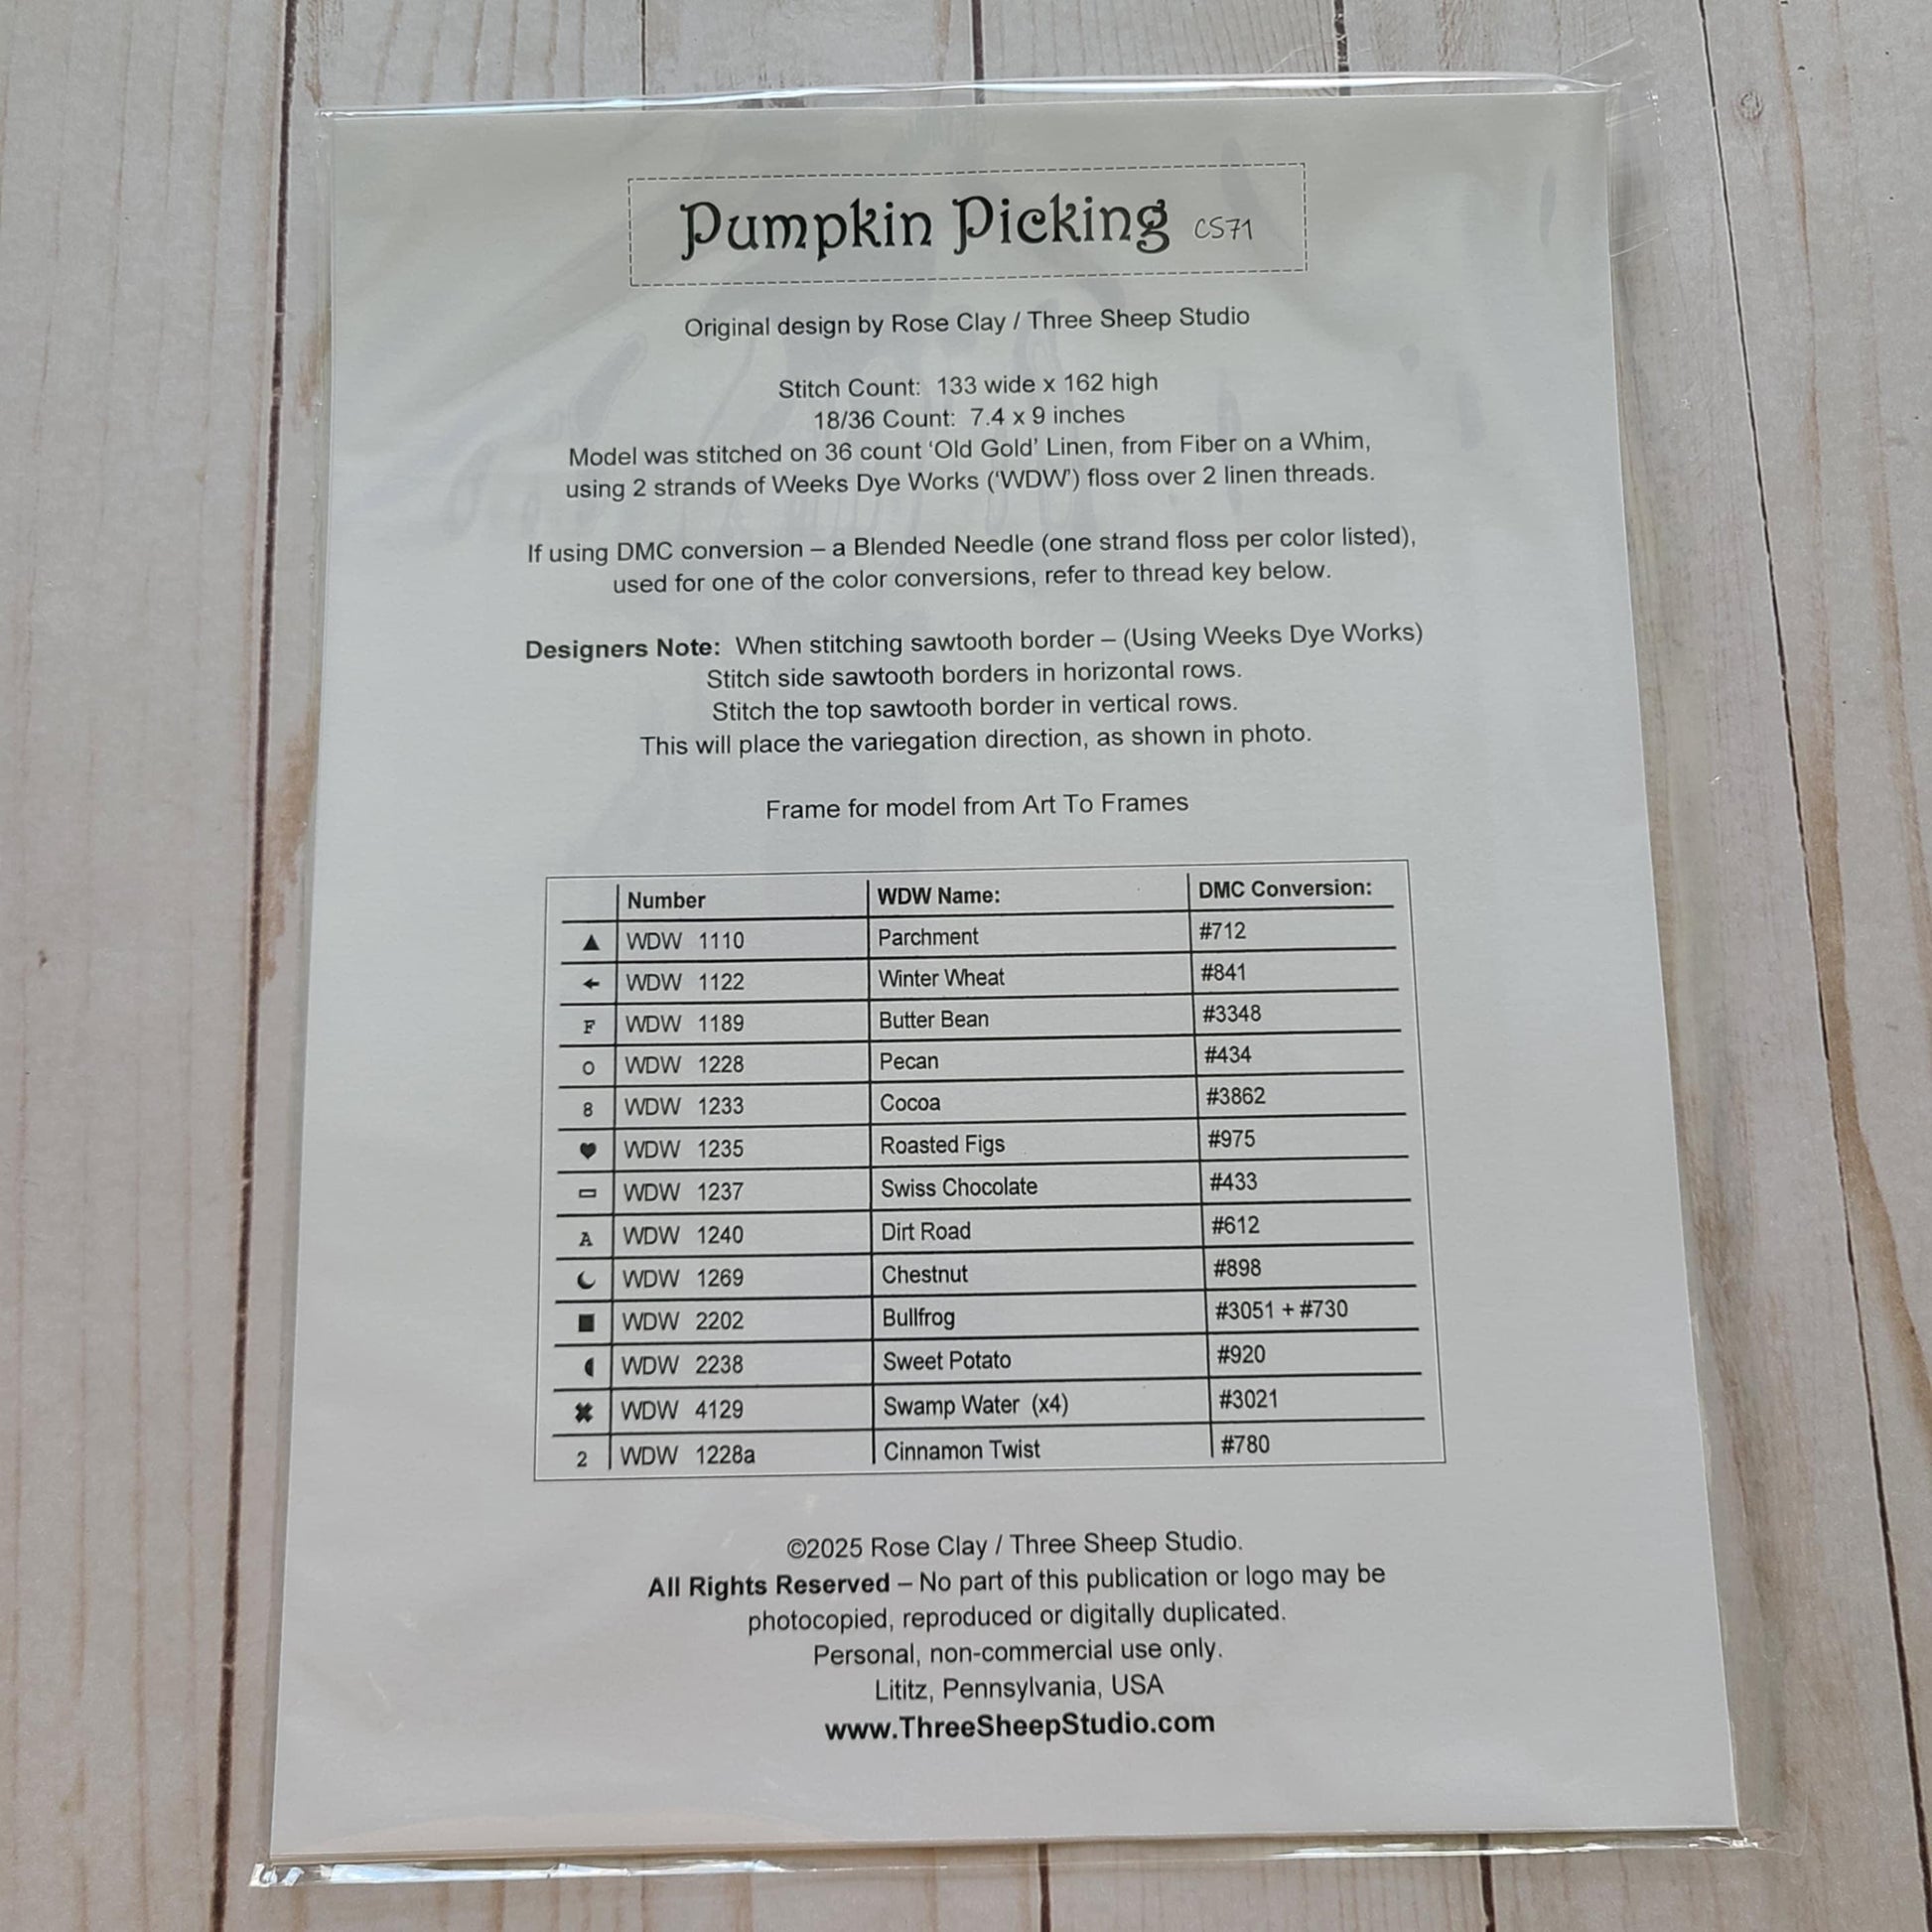 Pumpkin Picking CS71
Original design by Rose Clay / Three Sheep Studio
Stitch Count: 133 wide x 162 high
18/36 Count: 7.4 x 9 inches
Model was stitched on 36 count ‘Old Gold’ Linen, from Fiber on a Whim,
using 2 strands of Weeks Dye Works (‘WDW’) floss over 2 linen threads.
If using DMC conversion – a Blended Needle (one strand floss per color listed),
used for one of the color conversions, refer to thread key below.
Designers Note: When stitching sawtooth border – (Using Weeks Dye Works)
Stitch side sawtooth borders in horizontal rows.
Stitch the top sawtooth border in vertical rows.
This will place the variegation direction, as shown in photo.
Frame for model from Art To Frames
Number WDW Name: DMC Conversion:
▲ WDW 1110 Parchment #712
← WDW 1122 Winter Wheat #841
F WDW 1189 Butter Bean #3348
O WDW 1228 Pecan #434
8 WDW 1233 Cocoa #3862
♥ WDW 1235 Roasted Figs #975
▭ WDW 1237 Swiss Chocolate #433
A WDW 1240 Dirt Road #612
☾ WDW 1269 Chestnut #898
■ WDW 2202 Bullfrog #3051 + #730
◖ WDW 2238 Sweet Potato #920
✖ WDW 4129 Swamp Water (x4) #3021
2 WDW 1228a Cinnamon Twist #780
©2025 Rose Clay / Three Sheep Studio.
All Rights Reserved – No part of this publication or logo may be
photocopied, reproduced or digitally duplicated.
Personal, non-commercial use only.
Lititz, Pennsylvania, USA
www.ThreeSheepStudio.com